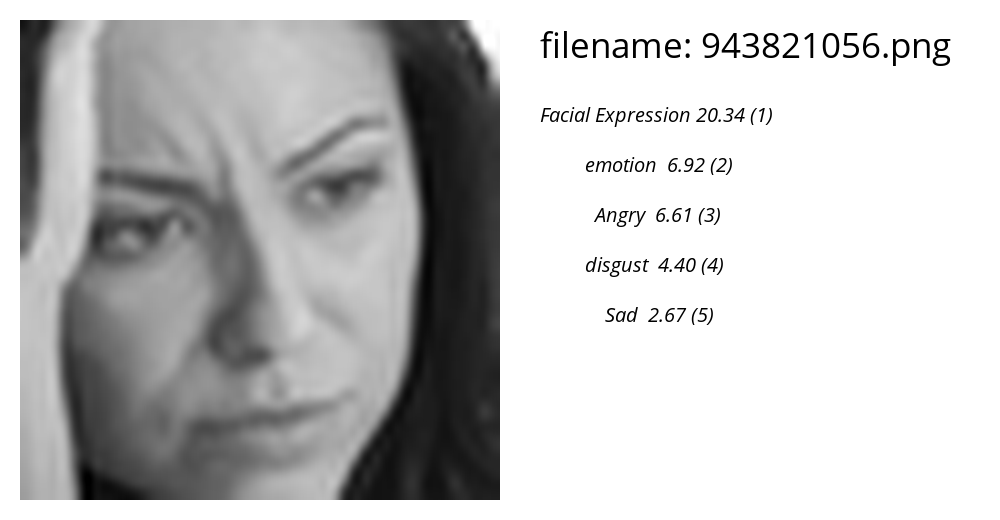 filename: 943821056.png
Facial Expression 20.34 (1)
emotion 6.92 (2)
Angry 6.61 (3)
disgust 4.40 (4)
Sad 2.67 (5)